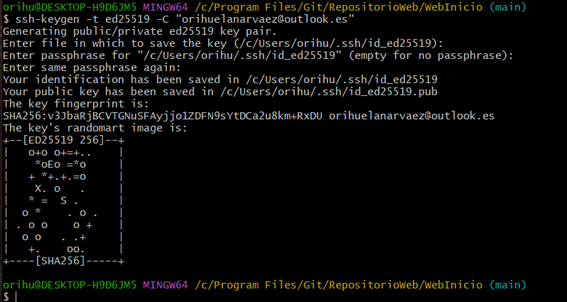 orihu@DESKTOP-H9D6JM5 MINGW64 /c/Program Files/Git/RepositorioWeb/WebInicio (main)
$ ssh-keygen -t ed25519 -C "orihuelanarvaez@outlook.es"
Generating public/private ed25519 key pair.
Enter file in which to save the key (/c/Users/orihu/.ssh/id_ed25519):
Enter passphrase for "/c/Users/orihu/.ssh/id_ed25519" (empty for no passphrase):
Enter same passphrase again:
Your identification has been saved in /c/Users/orihu/.ssh/id_ed25519
Your public key has been saved in /c/Users/orihu/.ssh/id_ed25519.pub
The key fingerprint is:
SHA256:v3JbaRjBCVTGNuSFAyjjo1ZDFN9sYtDCa2u8km+RxDU orihuelanarvaez@outlook.es
The key's randomart image is:
+--[ED25519 256]--+
|   o+o o+=+..    |
|    *oEo =*o     |
|   + *+.+.=o     |
|    X. o   .     |
|   * =  S .      |
|  o *    . o .   |
| . o o    o +    |
|  o o   . .+     |
|   +.    oo.     |
+----[SHA256]-----+
orihu@DESKTOP-H9D6JM5 MINGW64 /c/Program Files/Git/RepositorioWeb/WebInicio (main)
$